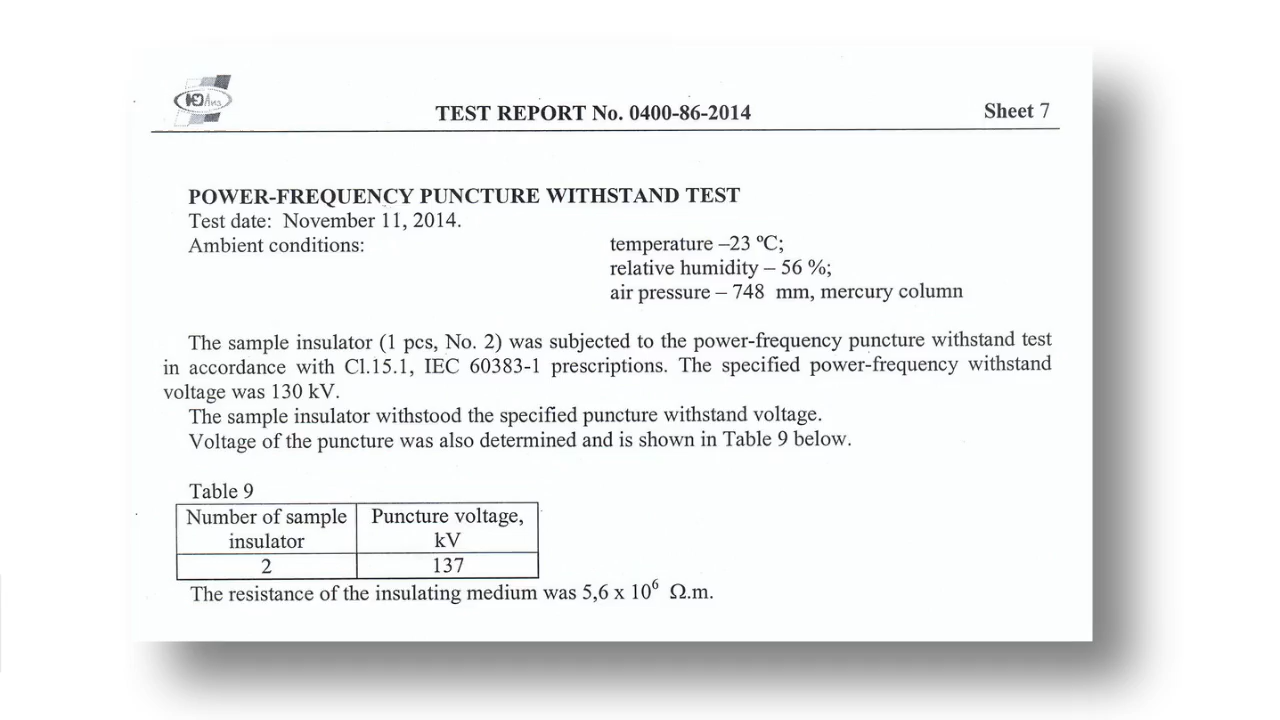 TEST REPORT No. 0400-86-2014
Sheet 7
POWER-FREQUENCY PUNCTURE WITHSTAND TEST
Test date: November 11, 2014.
Ambient conditions:
temperature –23 ºC;
relative humidity – 56 %;
air pressure – 748 mm, mercury column
The sample insulator (1 pcs, No. 2) was subjected to the power-frequency puncture withstand test
in accordance with Cl.15.1, IEC 60383-1 prescriptions. The specified power-frequency withstand
voltage was 130 kV.
The sample insulator withstood the specified puncture withstand voltage.
Voltage of the puncture was also determined and is shown in Table 9 below.
Table 9
Number of sample insulator
Puncture voltage, kV
2
137
The resistance of the insulating medium was 5,6 x 10⁶ Ω.m.